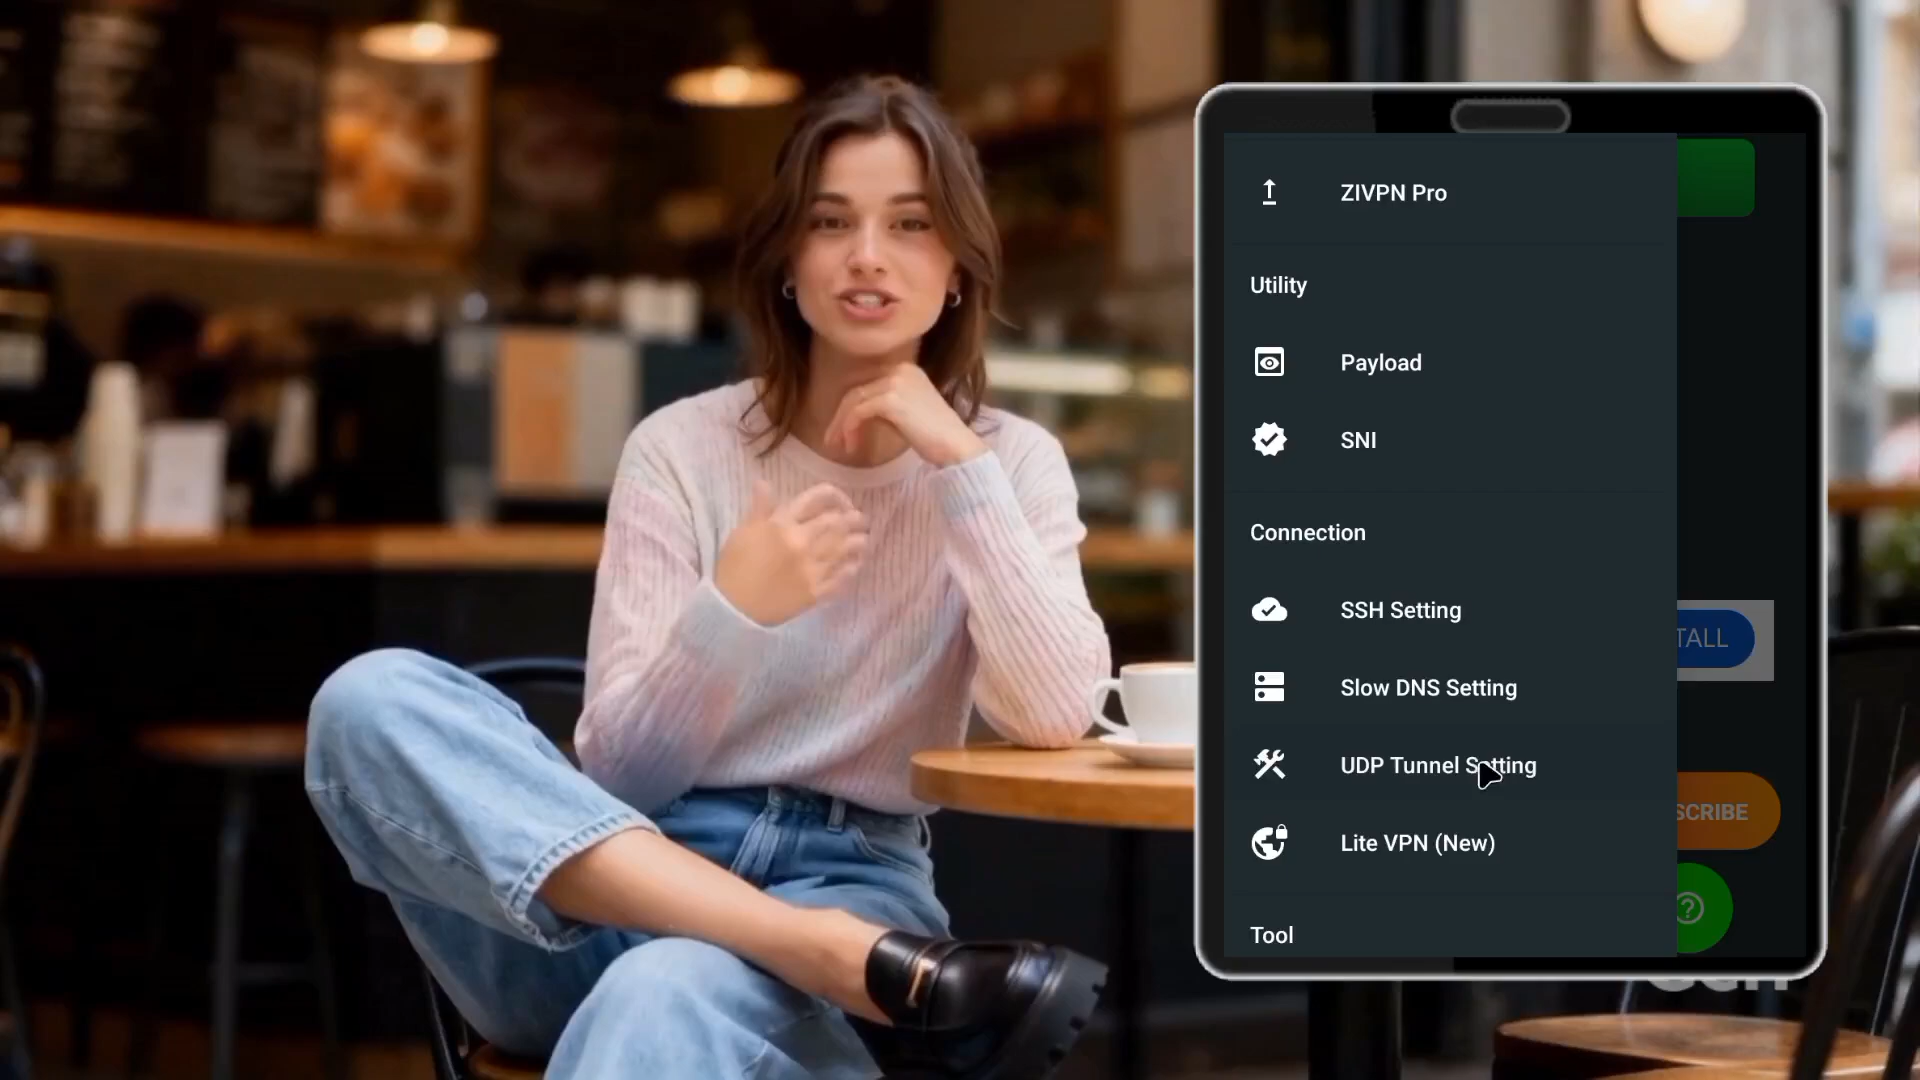 ZIVPN Pro
Utility
Payload
SNI
Connection
SSH Setting
Slow DNS Setting
TALL
UDP Tunnel Setting
SCRIBE
Lite VPN (New)
Tool